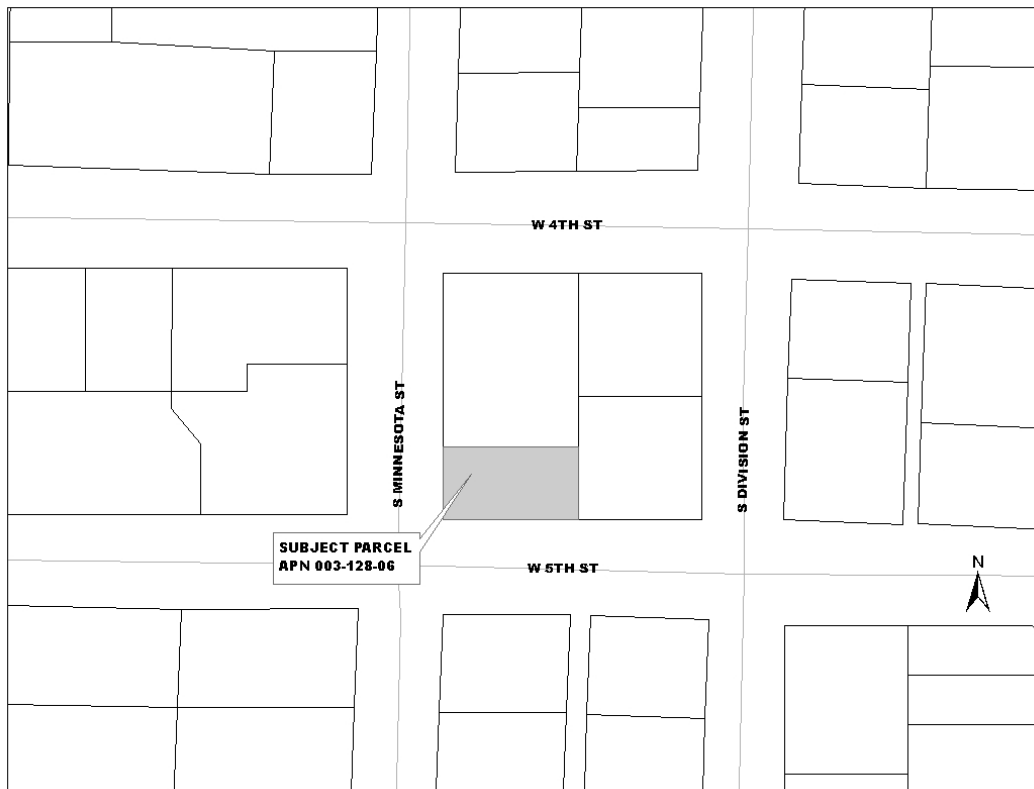 W 4TH ST
S MINNESOTA ST
S DIVISION ST
SUBJECT PARCEL
APN 003-128-06
W 5TH ST
N